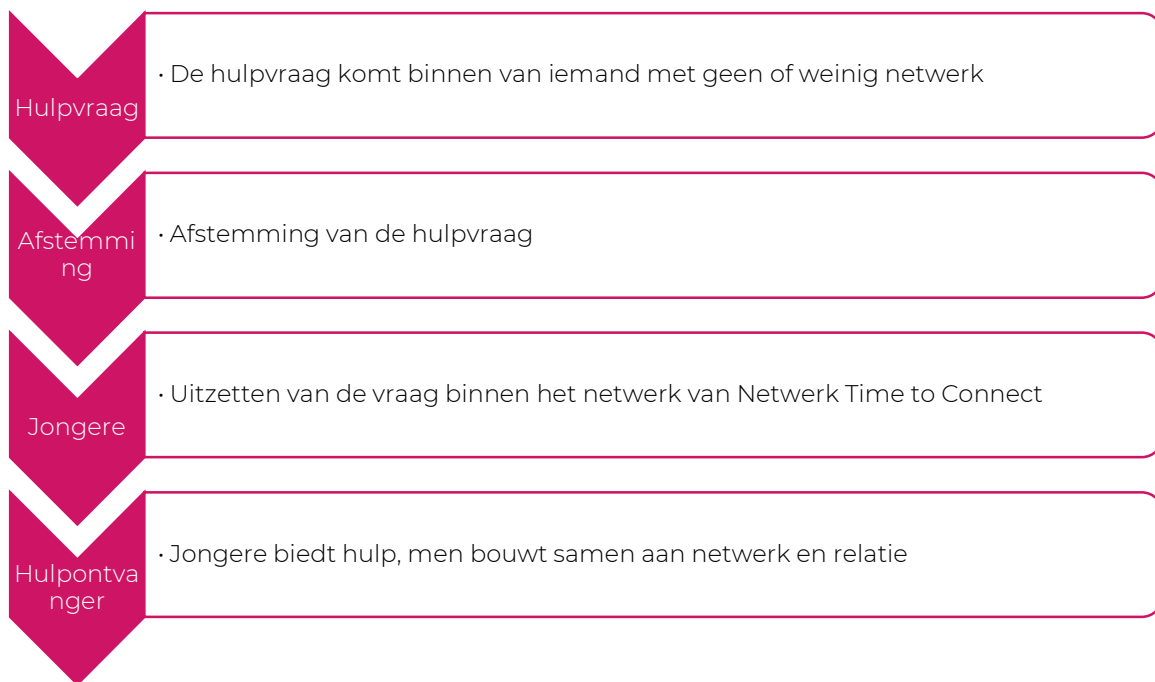 Hulpvraag
· De hulpvraag komt binnen van iemand met geen of weinig netwerk
Afstemmi
ng
· Afstemming van de hulpvraag
Jongere
· Uitzetten van de vraag binnen het netwerk van Netwerk Time to Connect
Hulpontva
nger
· Jongere biedt hulp, men bouwt samen aan netwerk en relatie